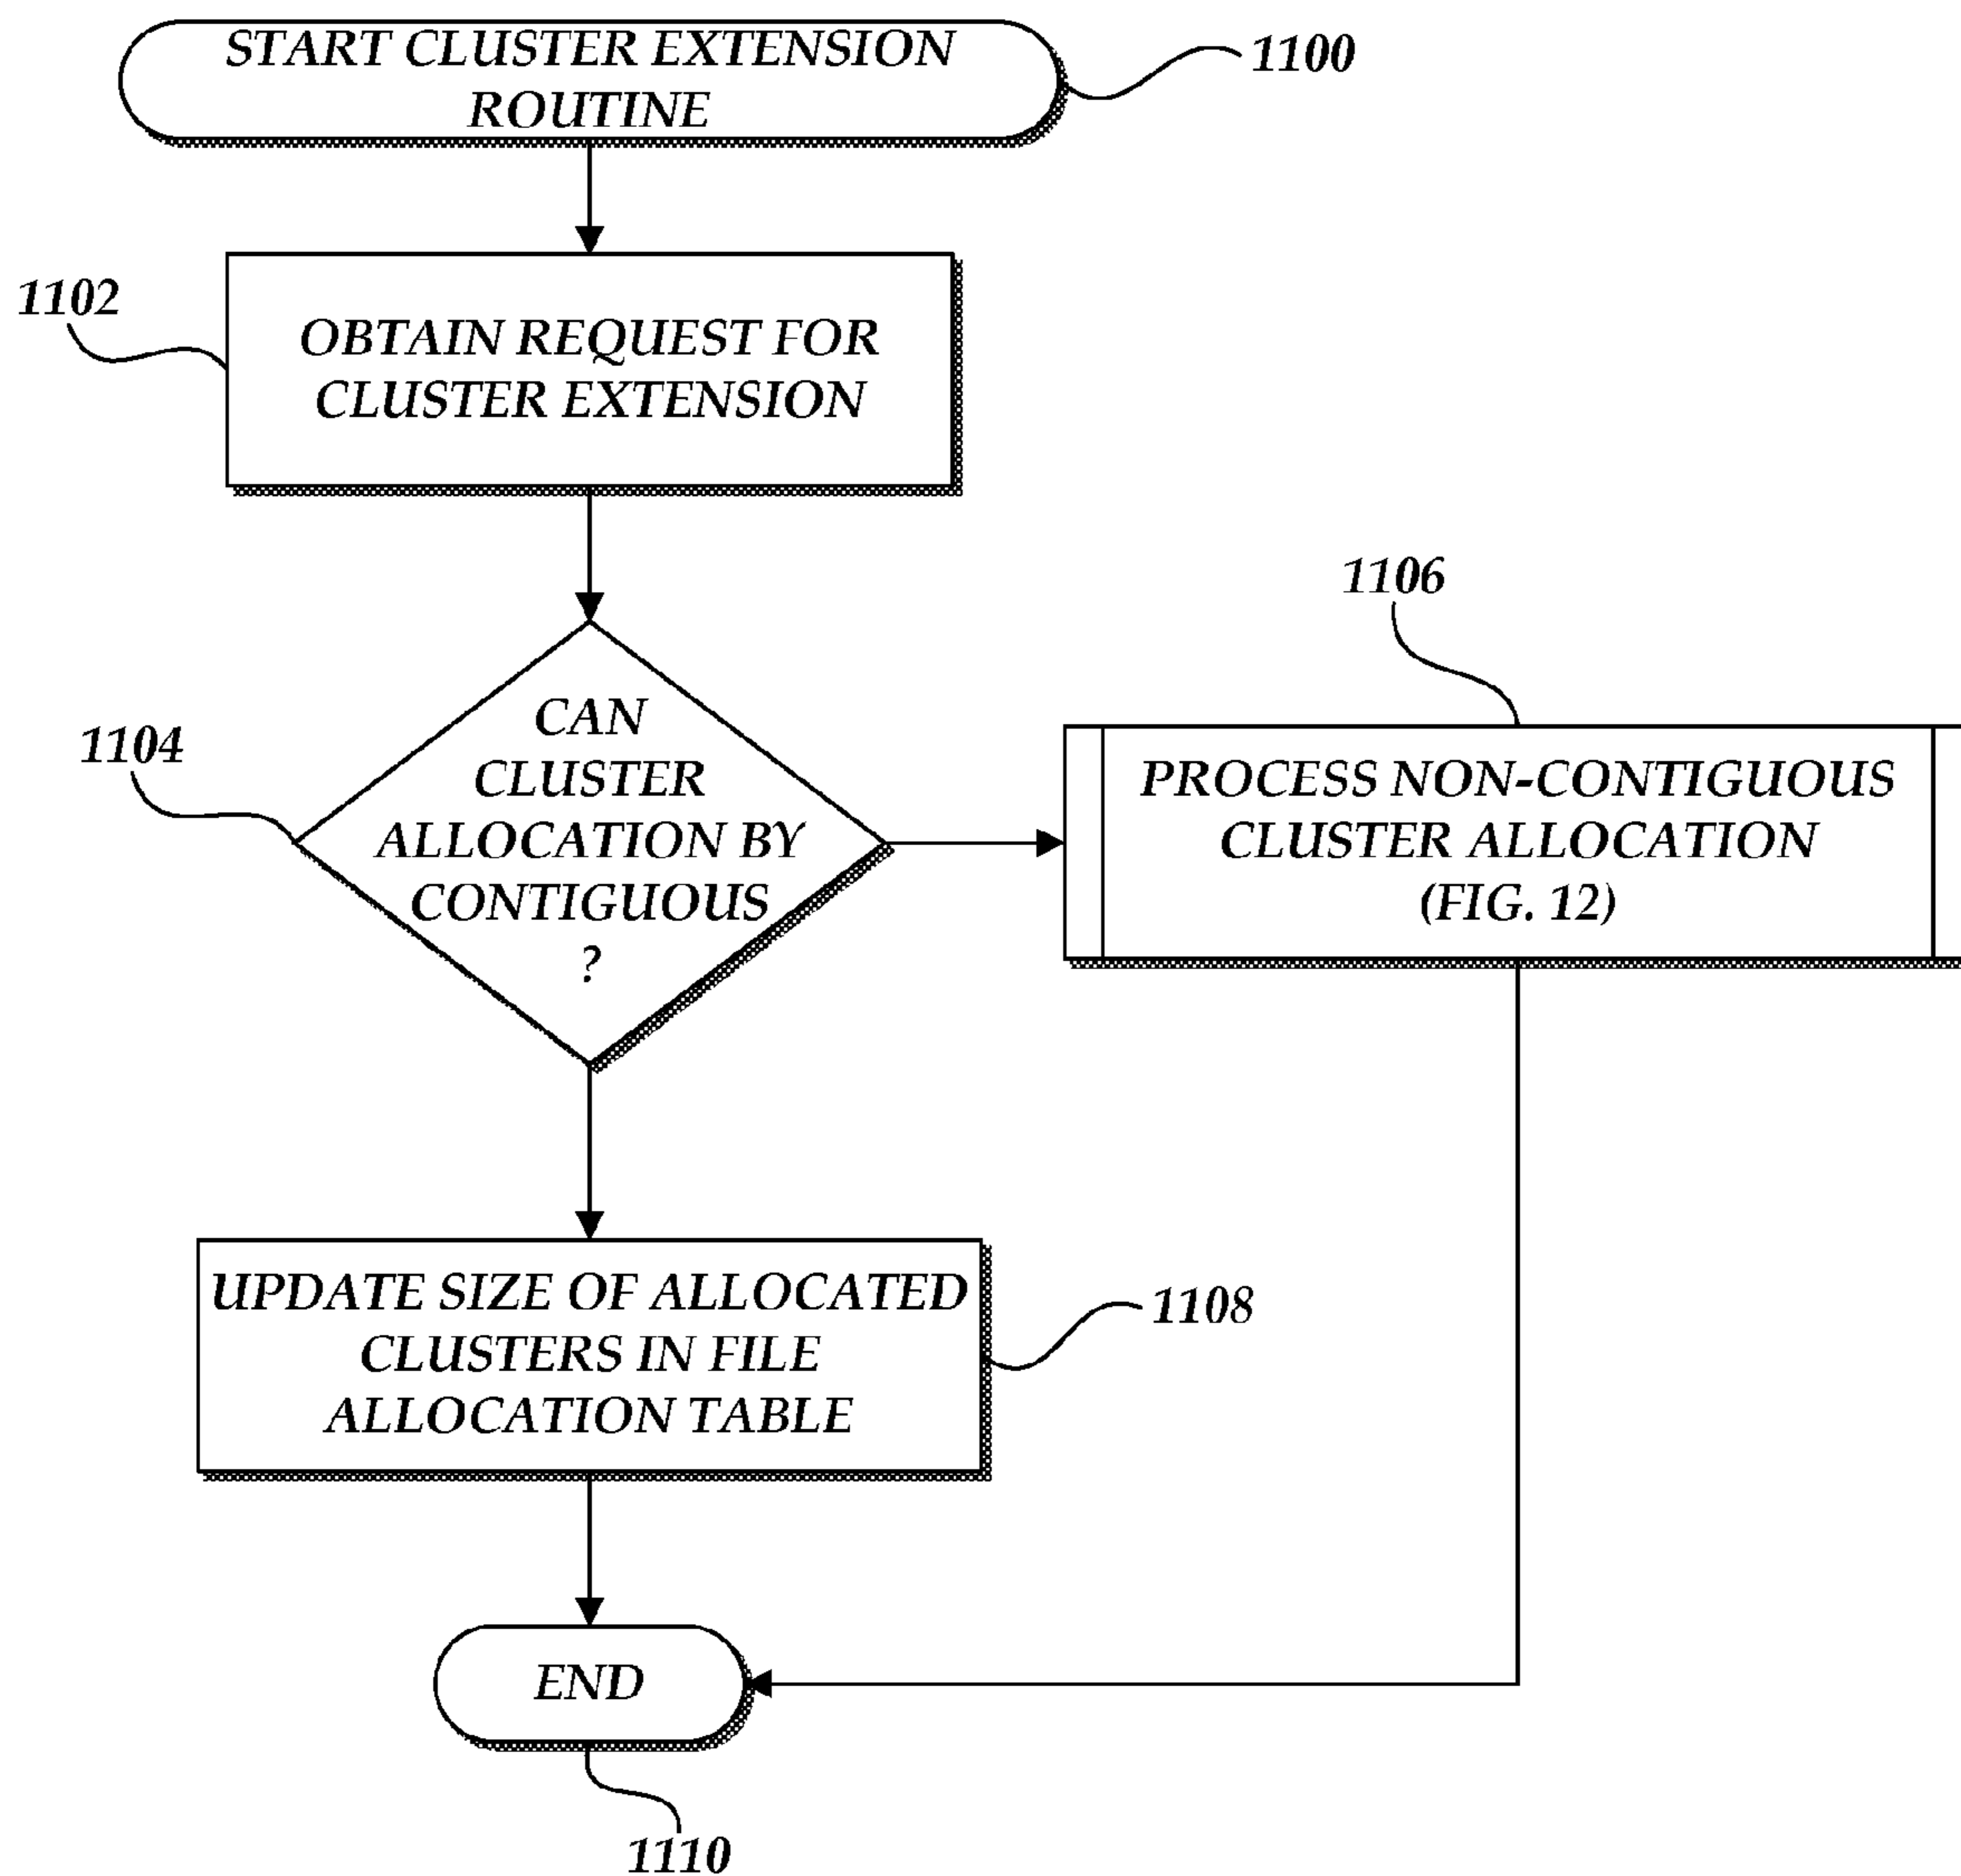 START CLUSTER EXTENSION
ROUTINE
1100
1102
OBTAIN REQUEST FOR
CLUSTER EXTENSION
1104
CAN
CLUSTER
ALLOCATION BY
CONTIGUOUS
?
1106
PROCESS NON-CONTIGUOUS
CLUSTER ALLOCATION
(FIG. 12)
UPDATE SIZE OF ALLOCATED
CLUSTERS IN FILE
ALLOCATION TABLE
1108
END
1110